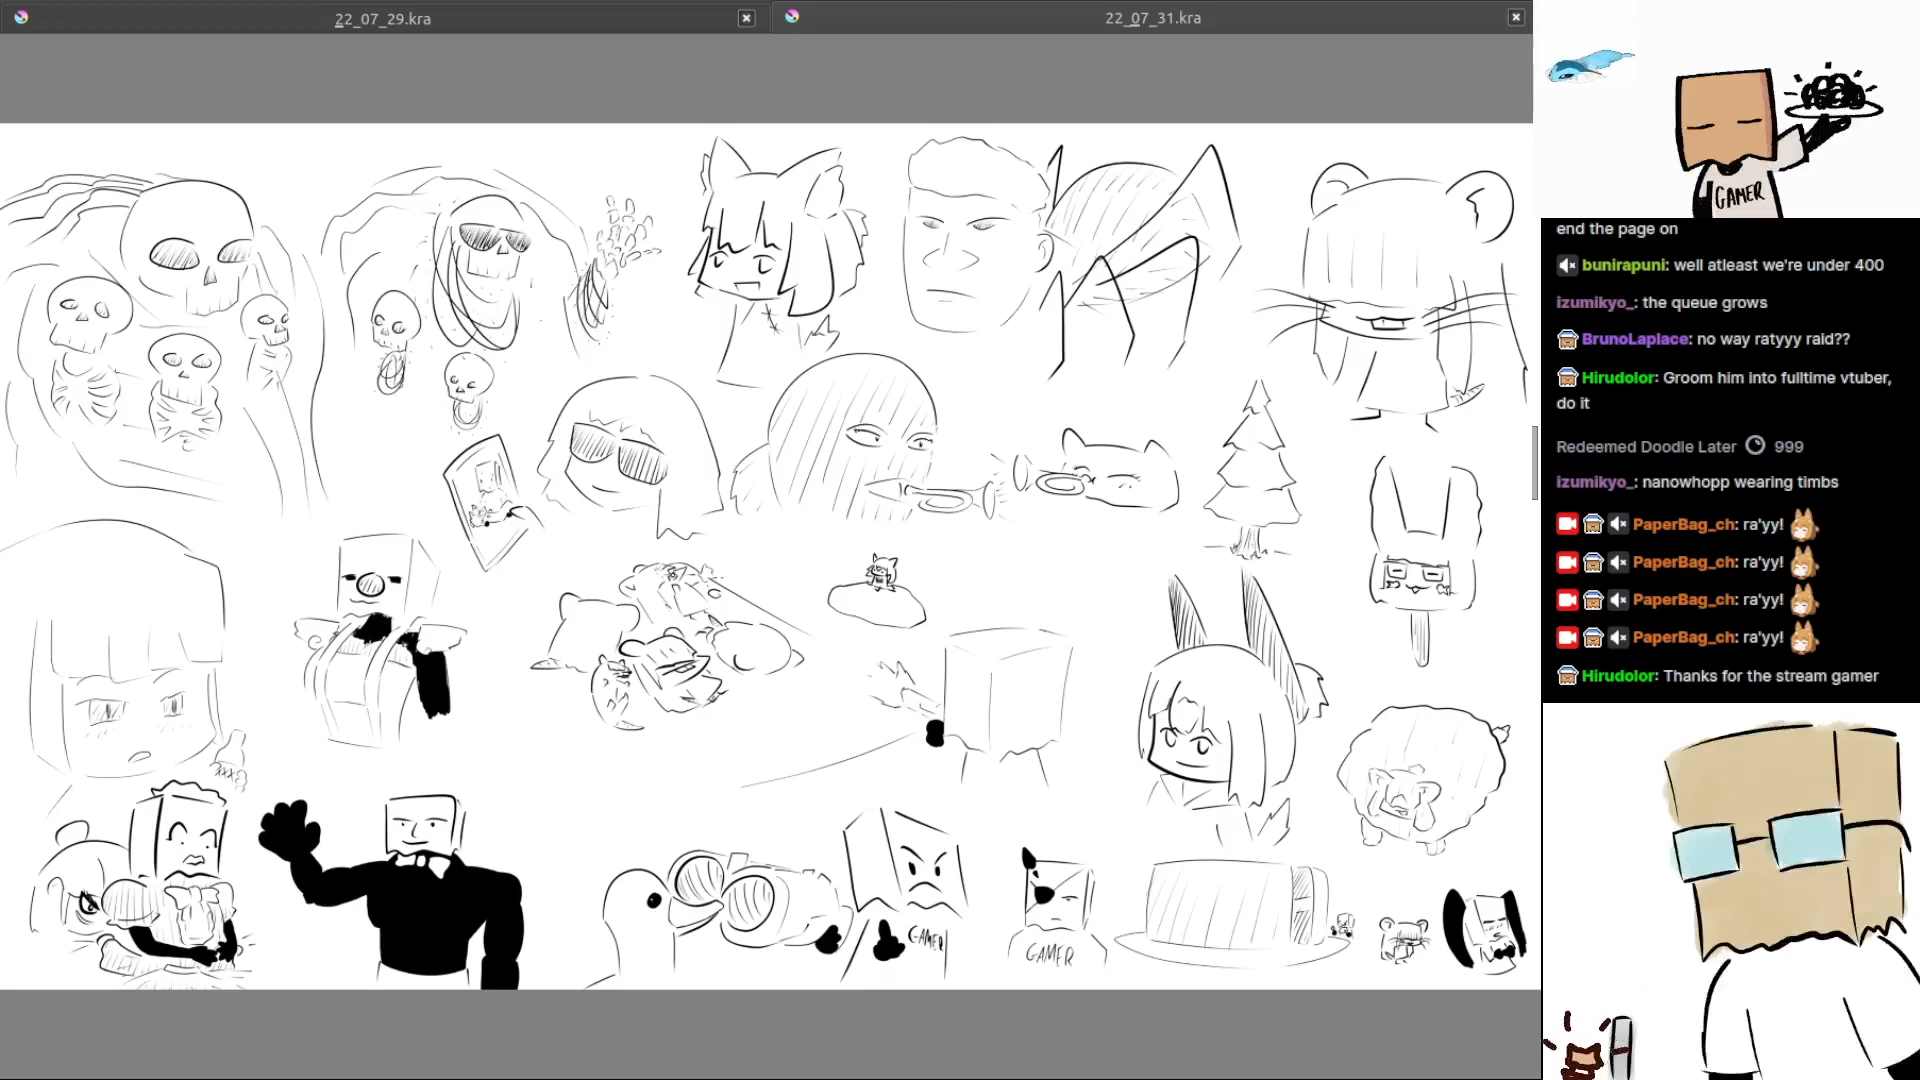 22_07_29.kra
22_07_31.kra
GAMER
end the page on
bunirapuni: well atleast we're under 400
izumikyo_: the queue grows
BrunoLaplace: no way ratyyy raid??
Hirudolor: Groom him into fulltime vtuber,
do it
Redeemed Doodle Later 999
izumikyo_: nanowhopp wearing timbs
PaperBag_ch: ra'yy!
PaperBag_ch: ra'yy!
PaperBag_ch: ra'yy!
PaperBag_ch: ra'yy!
Hirudolor: Thanks for the stream gamer
GAMER
GAMER